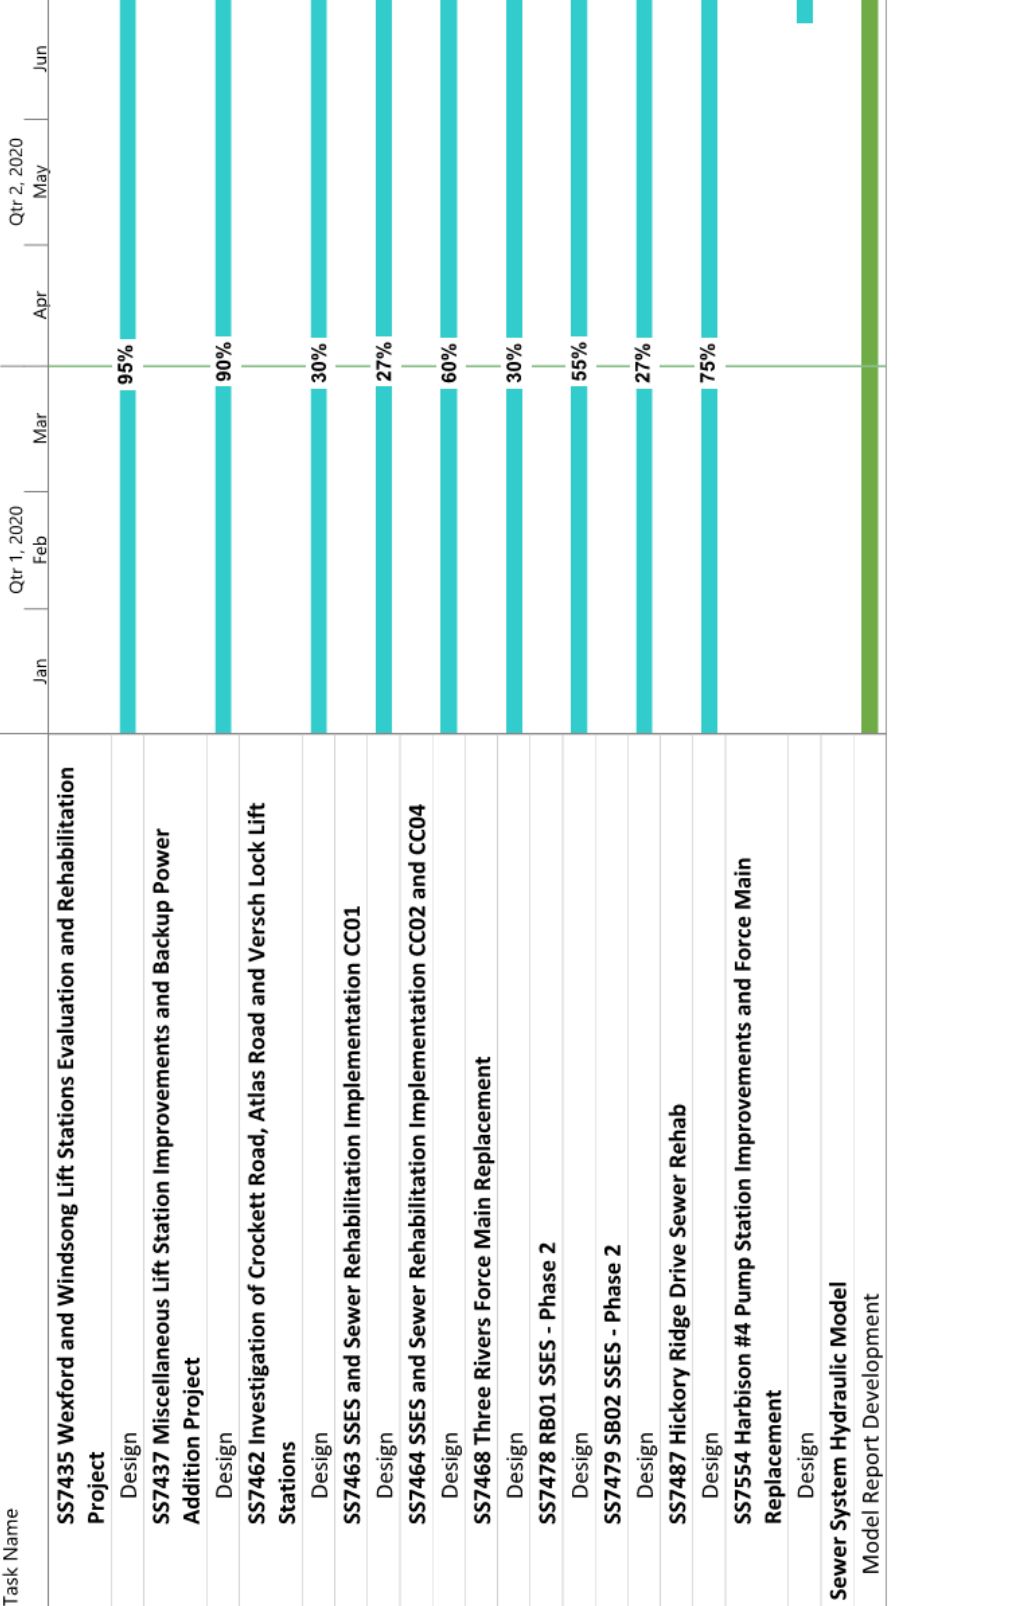 Task Name
Qtr 1, 2020
Qtr 2, 2020
Jan
Feb
Mar
Apr
May
Jun
SS7435 Wexford and Windsong Lift Stations Evaluation and Rehabilitation
Project
Design
95%
SS7437 Miscellaneous Lift Station Improvements and Backup Power
Addition Project
Design
90%
SS7462 Investigation of Crockett Road, Atlas Road and Versch Lock Lift
Stations
Design
30%
SS7463 SSES and Sewer Rehabilitation Implementation CC01
Design
27%
SS7464 SSES and Sewer Rehabilitation Implementation CC02 and CC04
Design
60%
SS7468 Three Rivers Force Main Replacement
Design
30%
SS7478 RB01 SSES - Phase 2
Design
55%
SS7479 SB02 SSES - Phase 2
Design
27%
SS7487 Hickory Ridge Drive Sewer Rehab
Design
75%
SS7554 Harbison #4 Pump Station Improvements and Force Main
Replacement
Design
Sewer System Hydraulic Model
Model Report Development